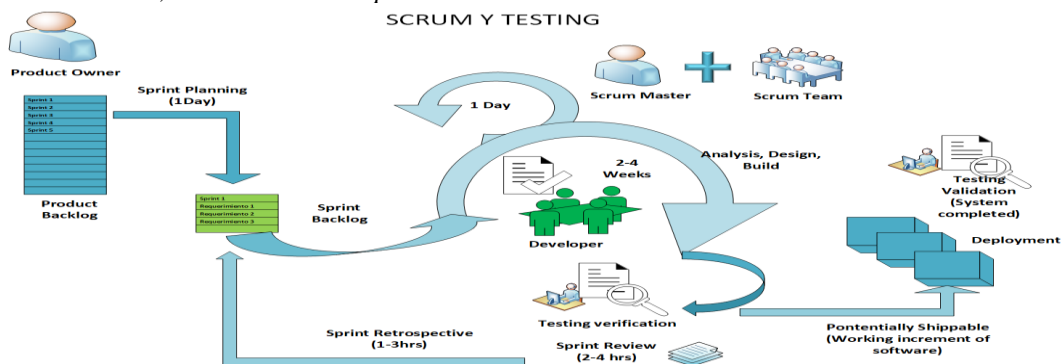 SCRUM Y TESTING
Product Owner
Sprint Planning
(1Day)
Sprint 1
Sprint 2
Sprint 3
Sprint 4
Sprint 5
Product
Backlog
Sprint 1
Requerimiento 1
Requerimiento 2
Requerimiento 3
Sprint
Backlog
1 Day
Scrum Master
Scrum Team
2-4
Weeks
Developer
Analysis, Design,
Build
Testing
Validation
(System
completed)
Deployment
Testing verification
Sprint Review
(2-4 hrs)
Sprint Retrospective
(1-3hrs)
Pontentially Shippable
(Working increment of
software)